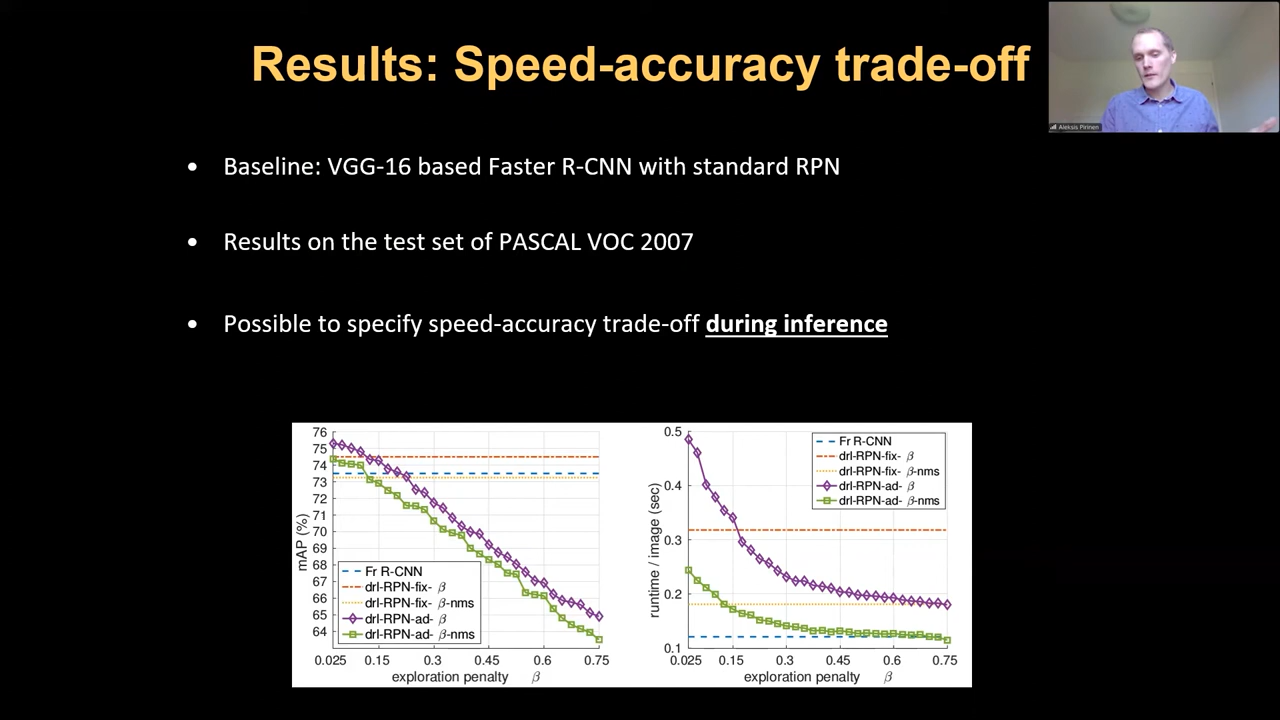 Results: Speed-accuracy trade-off
Aleksis Pirinen
• Baseline: VGG-16 based Faster R-CNN with standard RPN
• Results on the test set of PASCAL VOC 2007
• Possible to specify speed-accuracy trade-off during inference
76
75
74
73
72
71
70
69
68
67
66
65
64
mAP (%)
Fr R-CNN
drl-RPN-fix- β
drl-RPN-fix- β-nms
drl-RPN-ad- β
drl-RPN-ad- β-nms
0.025 0.15 0.3 0.45 0.6 0.75
exploration penalty β
0.5
0.4
0.3
0.2
0.1
runtime / image (sec)
Fr R-CNN
drl-RPN-fix- β
drl-RPN-fix- β-nms
drl-RPN-ad- β
drl-RPN-ad- β-nms
0.025 0.15 0.3 0.45 0.6 0.75
exploration penalty β